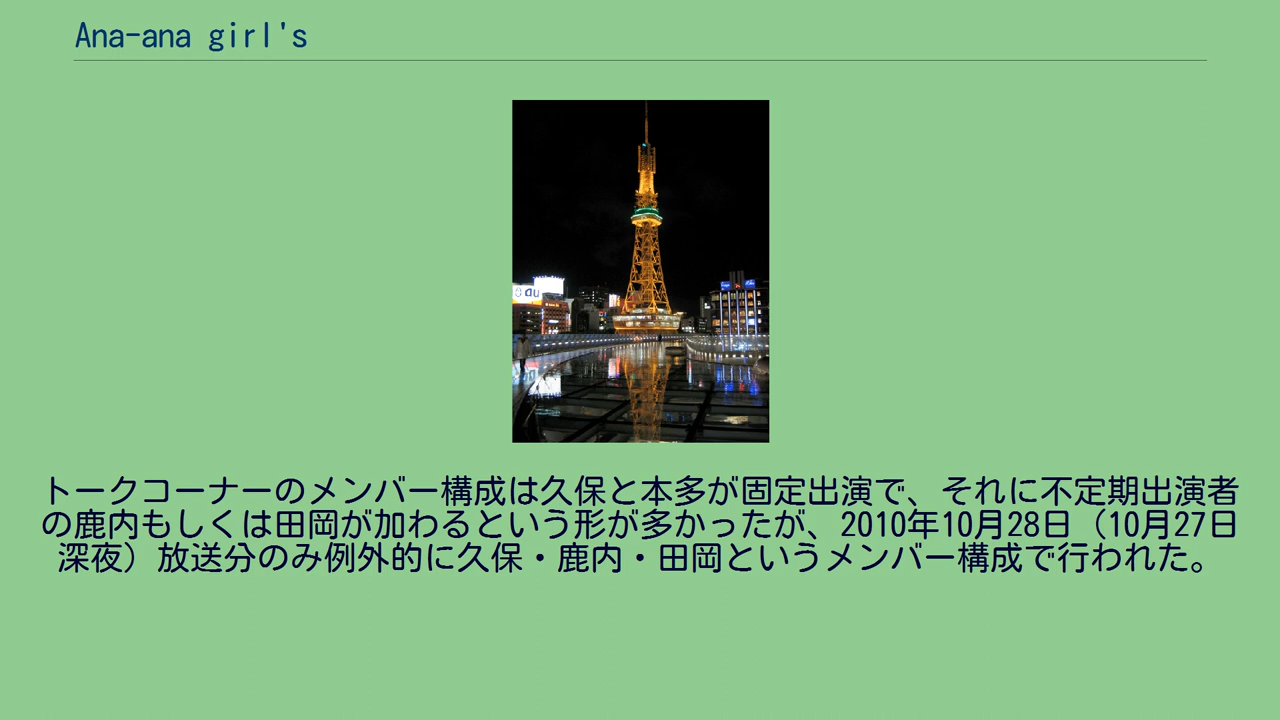 Ana-ana girl's
au
トークコーナーのメンバー構成は久保と本多が固定出演で、それに不定期出演者
の鹿内もしくは田岡が加わるという形が多かったが、2010年10月28日（10月27日
深夜）放送分のみ例外的に久保・鹿内・田岡というメンバー構成で行われた。